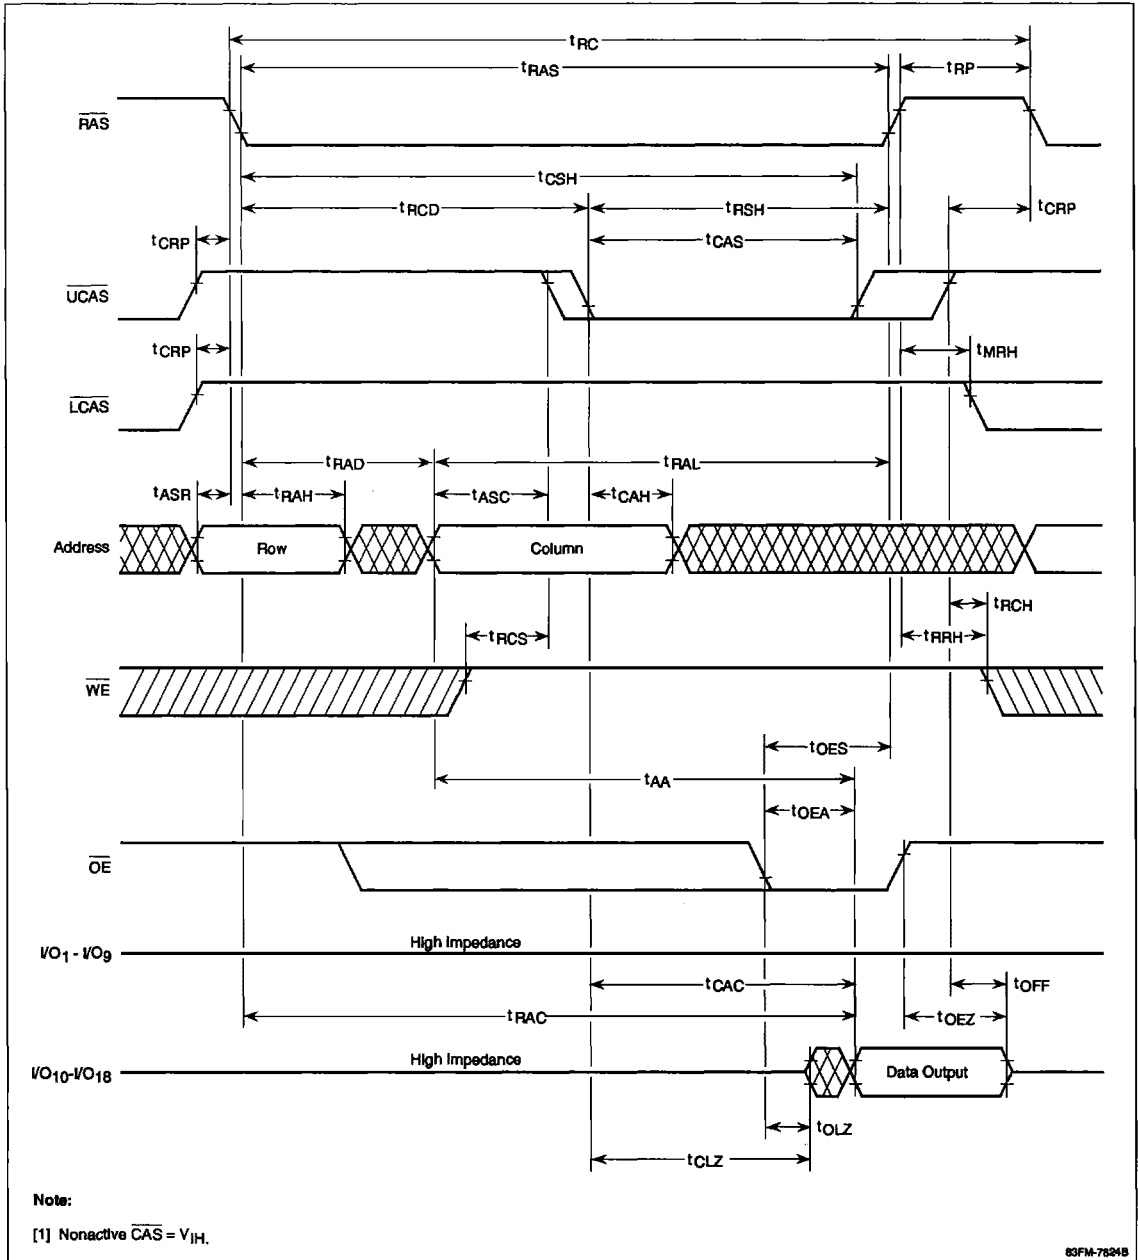 tRC
tRAS
tRP
RAS
tCSH
tRCD
tRSH
tCRP
tCRP
tCAS
UCAS
tCRP
tMRH
LCAS
tRAD
tRAL
tASR
tRAH
tASC
tCAH
Address
Row
Column
tRCH
tRCS
tRRH
WE
tOES
tAA
tOEA
OE
I/O1 - I/O9
High Impedance
tCAC
tOFF
tRAC
tOEZ
I/O10-I/O18
High Impedance
Data Output
tOLZ
tCLZ
Note:
[1] Nonactive CAS = VIH.
83FM-7824B